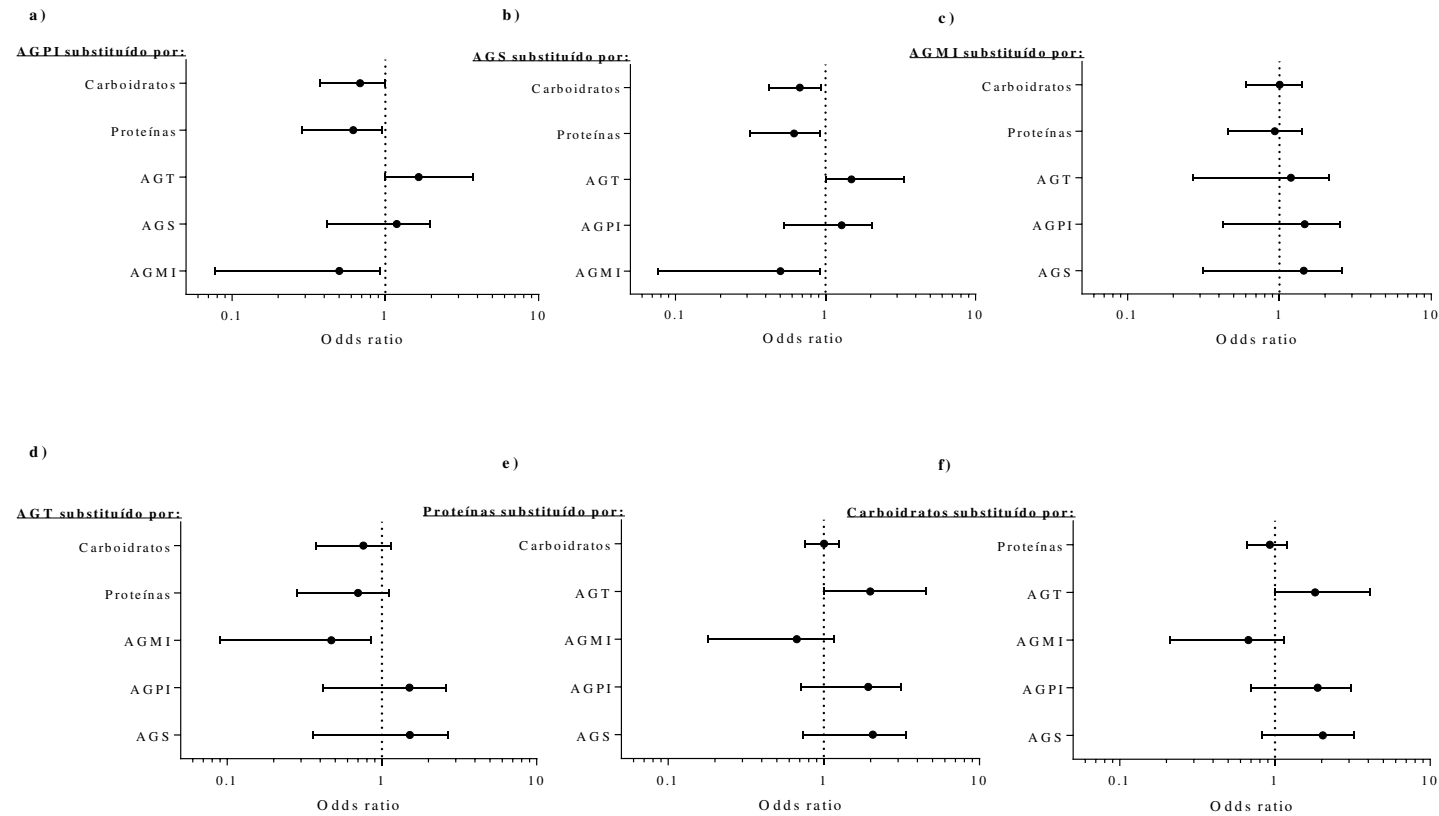 a)
AGPI substituído por:
Carboidratos
Proteínas
AGT
AGS
AGMI
0.1 1 10
Odds ratio
b)
AGS substituído por:
Carboidratos
Proteínas
AGT
AGPI
AGMI
0.1 1 10
Odds ratio
c)
AGMI substituído por:
Carboidratos
Proteínas
AGT
AGPI
AGS
0.1 1 10
Odds ratio
d)
AGT substituído por:
Carboidratos
Proteínas
AGMI
AGPI
AGS
0.1 1 10
Odds ratio
e)
Proteínas substituído por:
Carboidratos
AGT
AGMI
AGPI
AGS
0.1 1 10
Odds ratio
f)
Carboidratos substituído por:
Proteínas
AGT
AGMI
AGPI
AGS
0.1 1 10
Odds ratio